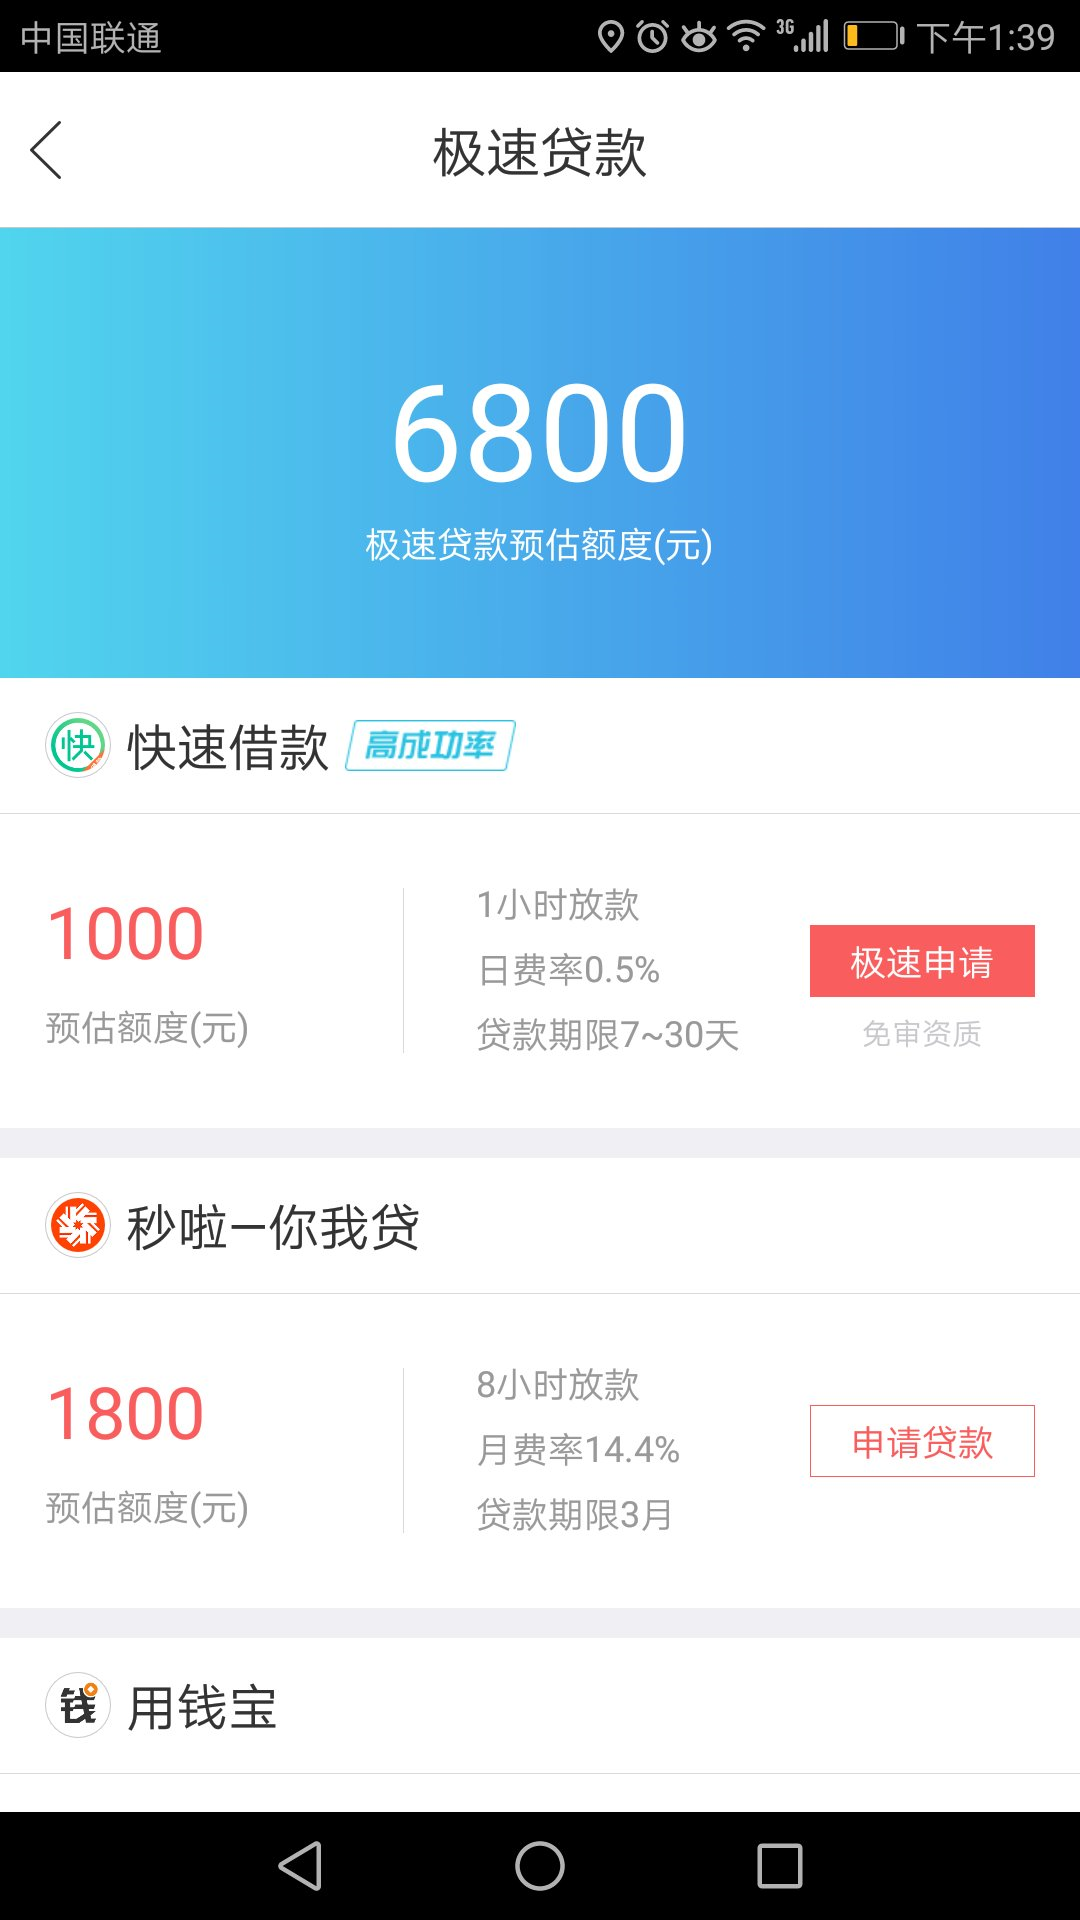 中国联通 3G 下午1:39
极速贷款
6800
极速贷款预估额度(元)
快 快速借款 高成功率
1000
预估额度(元)
1小时放款
日费率0.5%
贷款期限7~30天
极速申请
免审资质
秒啦—你我贷
1800
预估额度(元)
8小时放款
月费率14.4%
贷款期限3月
申请贷款
钱 用钱宝